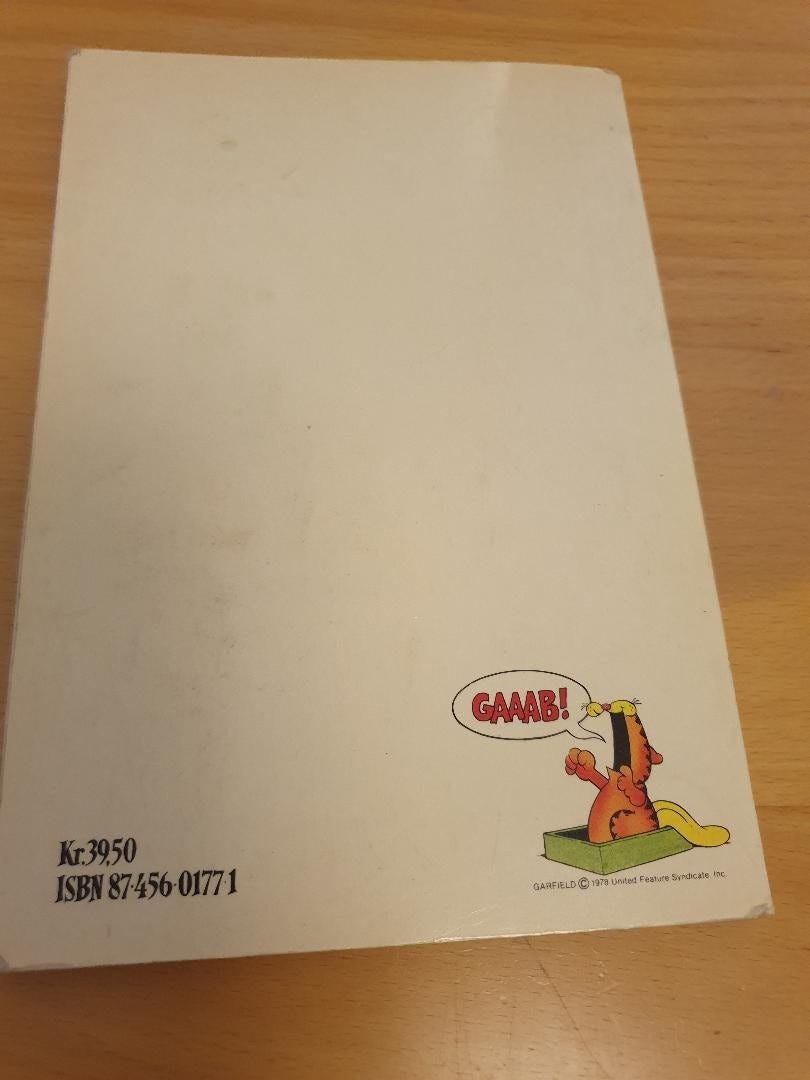 GAAAB!
Kr.39,50
ISBN 87·456·0177·1
GARFIELD © 1978 United Feature Syndicate, Inc.